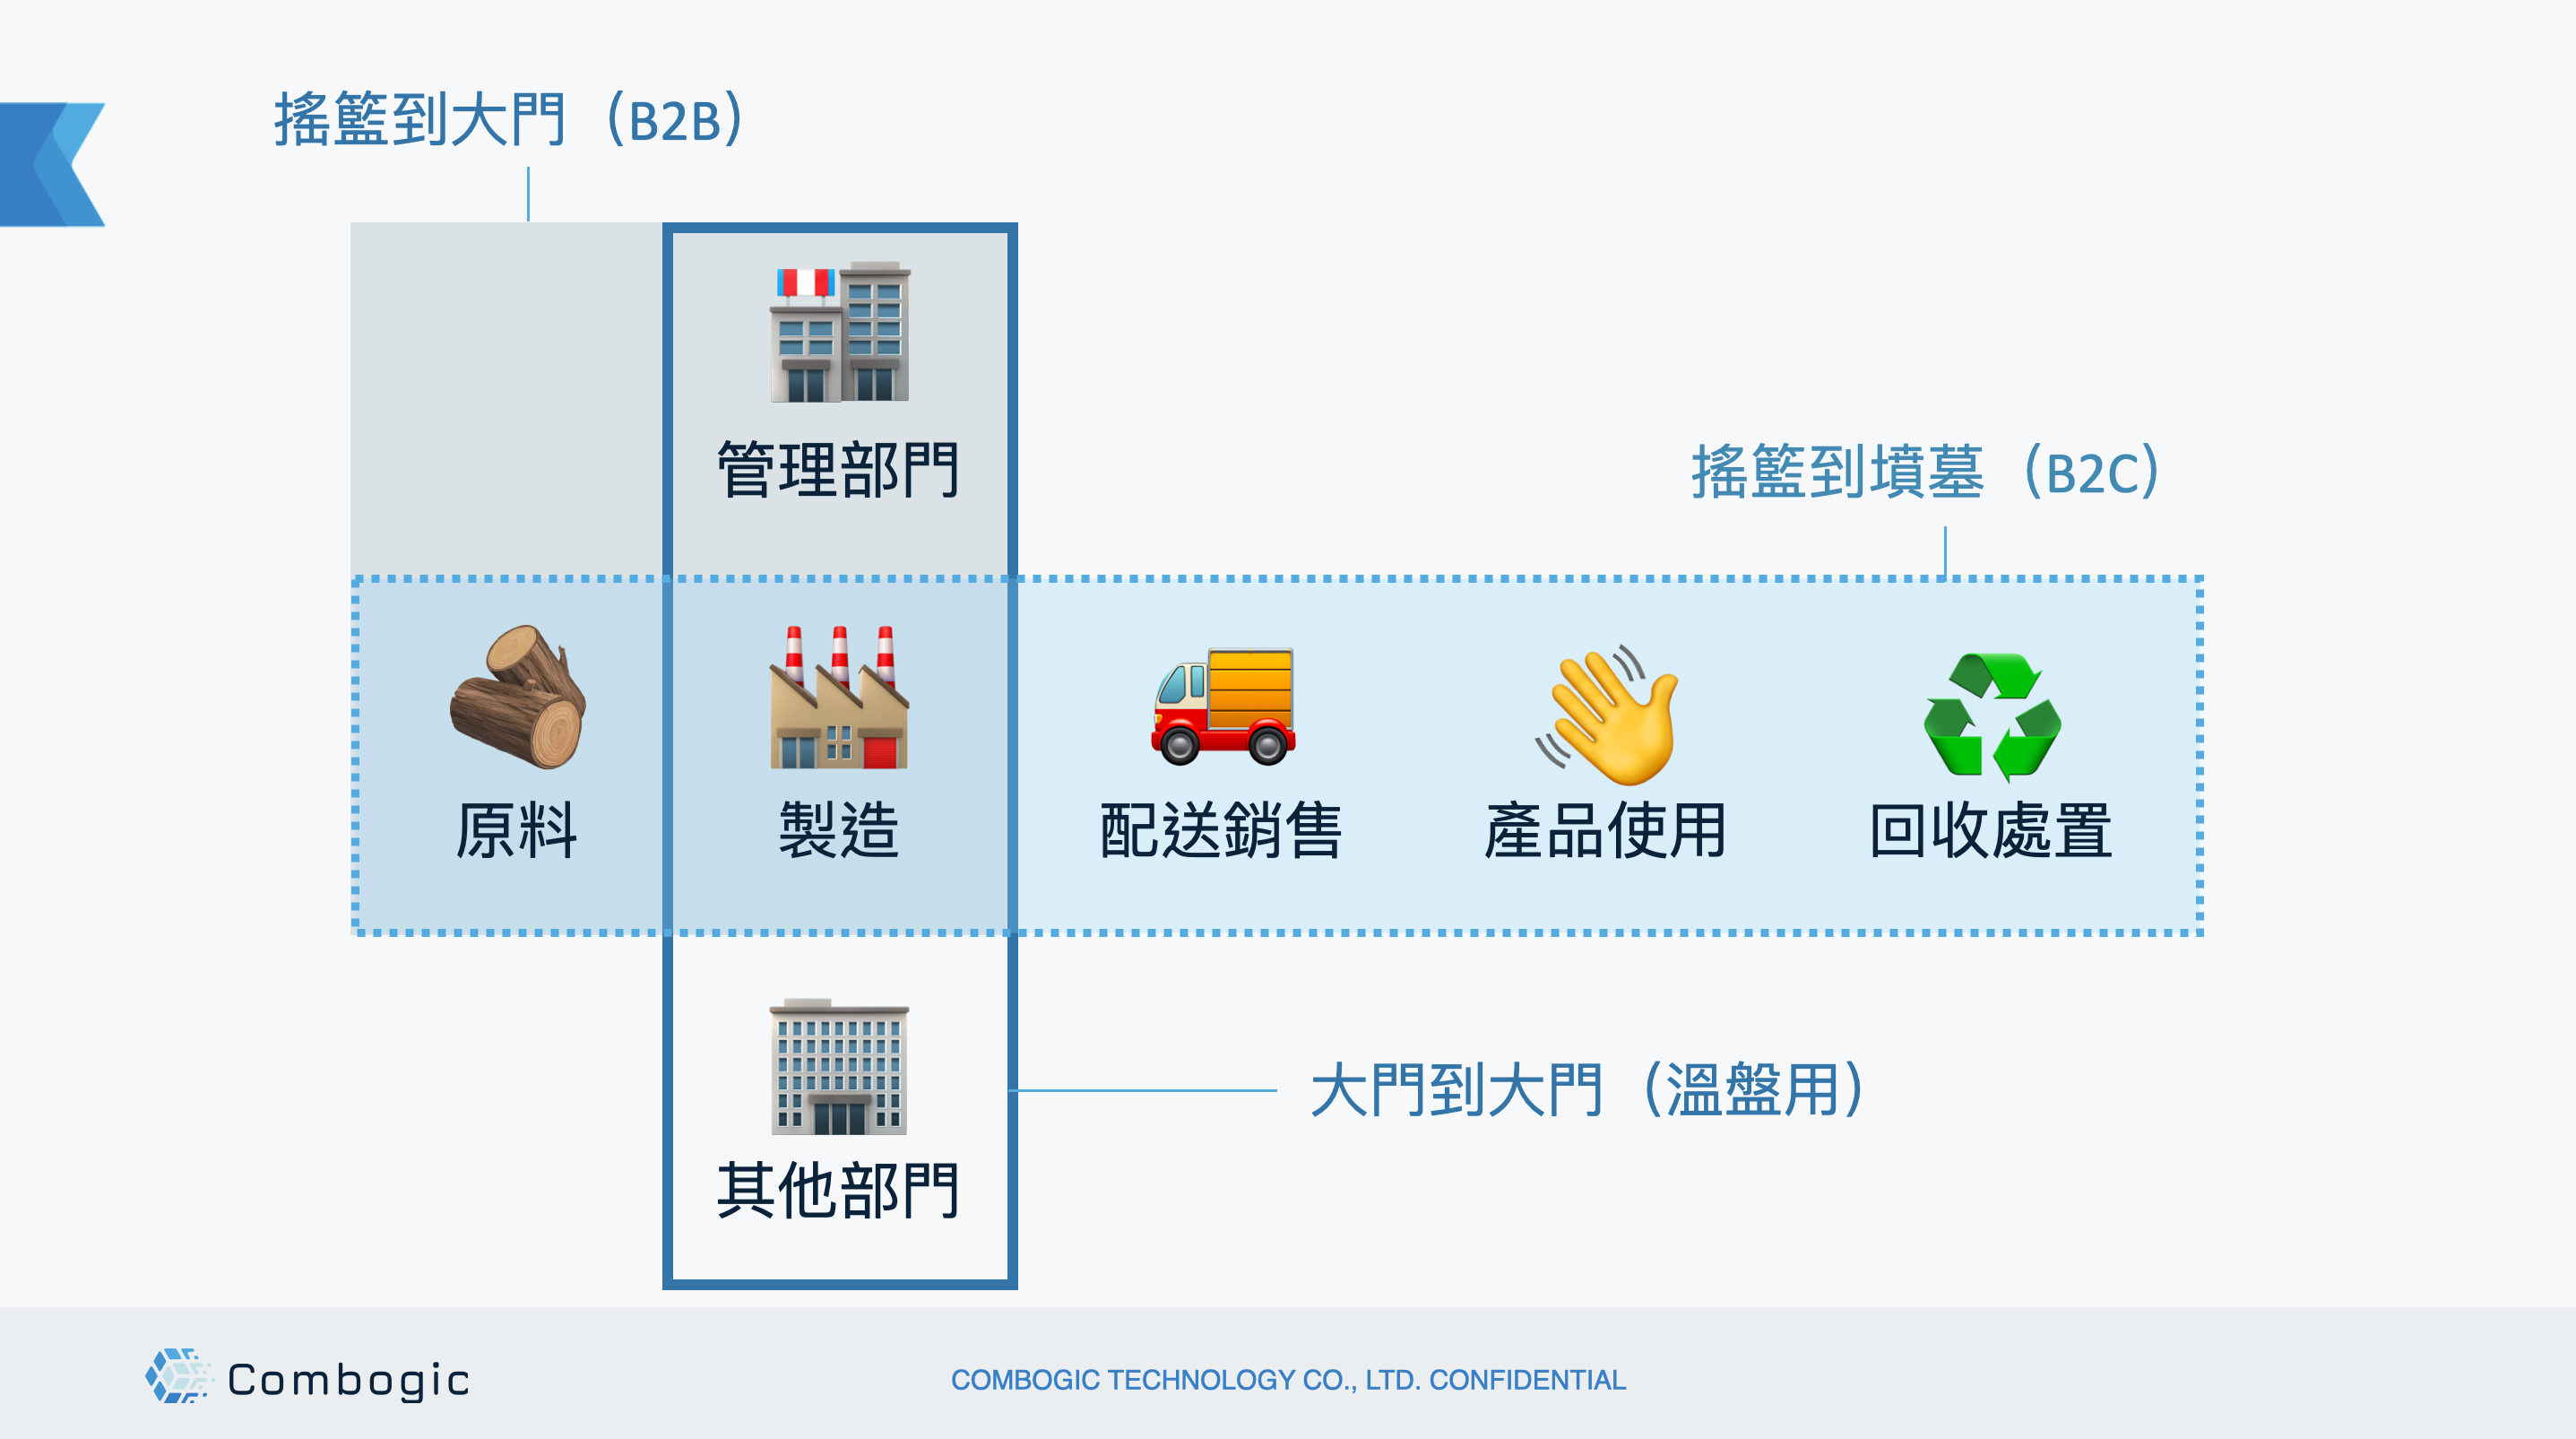 搖籃到大門（B2B）
管理部門
搖籃到墳墓（B2C）
原料
製造
配送銷售
產品使用
回收處置
大門到大門（溫盤用）
其他部門
Combogic
COMBOGIC TECHNOLOGY CO., LTD. CONFIDENTIAL